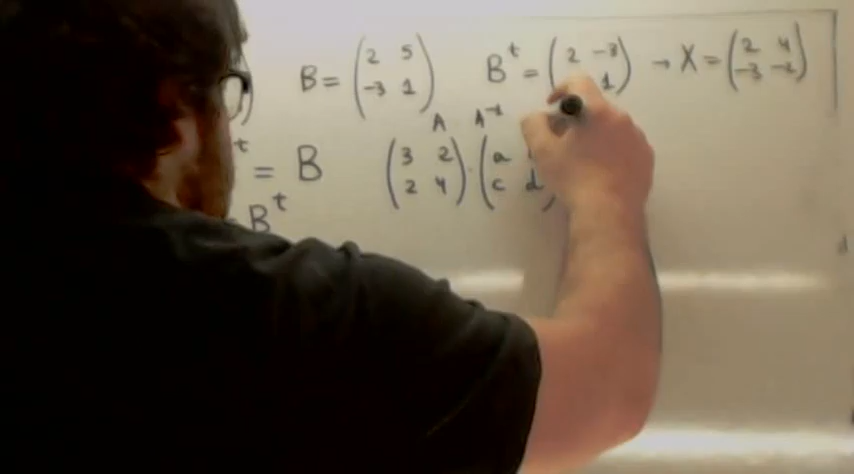 B = (2 5 -3 1) B^t = (2 -3 1) → X = (2 4 -3 -2)
A A^-1
t = B (3 2 2 4) · (a c d
B^t